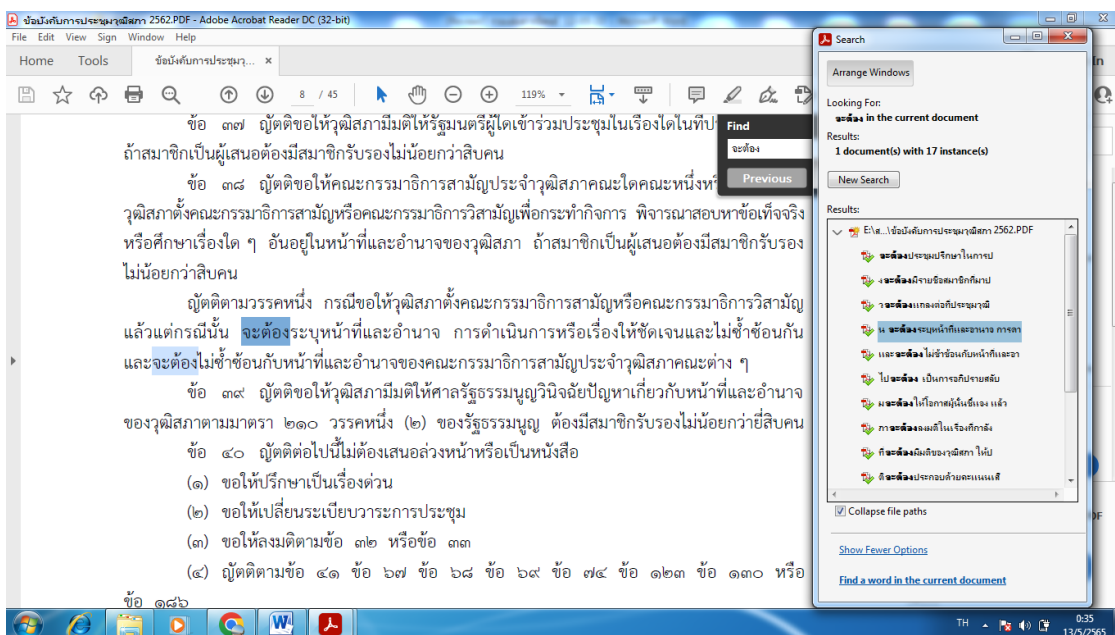 ข้อบังคับการประชุมวุฒิสภา 2562.PDF - Adobe Acrobat Reader DC (32-bit)
File Edit View Sign Window Help
Home Tools ข้อบังคับการประชุมวุ... ×
8 / 45 119%
ข้อ ๓๗ ญัตติขอให้วุฒิสภามีมติให้รัฐมนตรีผู้ใดเข้าร่วมประชุมในเรื่องใดในที่ป
ถ้าสมาชิกเป็นผู้เสนอต้องมีสมาชิกรับรองไม่น้อยกว่าสิบคน
ข้อ ๓๘ ญัตติขอให้คณะกรรมาธิการสามัญประจำวุฒิสภาคณะใดคณะหนึ่งหรื
วุฒิสภาตั้งคณะกรรมาธิการสามัญหรือคณะกรรมาธิการวิสามัญเพื่อกระทำกิจการ พิจารณาสอบหาข้อเท็จจริง
หรือศึกษาเรื่องใด ๆ อันอยู่ในหน้าที่และอำนาจของวุฒิสภา ถ้าสมาชิกเป็นผู้เสนอต้องมีสมาชิกรับรอง
ไม่น้อยกว่าสิบคน
ญัตติตามวรรคหนึ่ง กรณีขอให้วุฒิสภาตั้งคณะกรรมาธิการสามัญหรือคณะกรรมาธิการวิสามัญ
แล้วแต่กรณีนั้น จะต้องระบุหน้าที่และอำนาจ การดำเนินการหรือเรื่องให้ชัดเจนและไม่ซ้ำซ้อนกัน
และจะต้องไม่ซ้ำซ้อนกับหน้าที่และอำนาจของคณะกรรมาธิการสามัญประจำวุฒิสภาคณะต่าง ๆ
ข้อ ๓๙ ญัตติขอให้วุฒิสภามีมติให้ศาลรัฐธรรมนูญวินิจฉัยปัญหาเกี่ยวกับหน้าที่และอำนาจ
ของวุฒิสภาตามมาตรา ๒๑๐ วรรคหนึ่ง (๒) ของรัฐธรรมนูญ ต้องมีสมาชิกรับรองไม่น้อยกว่ายี่สิบคน
ข้อ ๔๐ ญัตติต่อไปนี้ไม่ต้องเสนอล่วงหน้าหรือเป็นหนังสือ
(๑) ขอให้ปรึกษาเป็นเรื่องด่วน
(๒) ขอให้เปลี่ยนระเบียบวาระการประชุม
(๓) ขอให้ลงมติตามข้อ ๓๒ หรือข้อ ๓๓
(๔) ญัตติตามข้อ ๔๑ ข้อ ๖๗ ข้อ ๖๘ ข้อ ๖๙ ข้อ ๗๔ ข้อ ๑๒๓ ข้อ ๑๓๐ หรือ
ข้อ ๑๘๖
Find
จะต้อง
Previous
Search
Arrange Windows
Looking For:
จะต้อง in the current document
Results:
1 document(s) with 17 instance(s)
New Search
Results:
E:\ส...\ข้อบังคับการประชุมวุฒิสภา 2562.PDF
จะต้องประชุมปรึกษาในการป
งจะต้องมีรายชื่อสมาชิกที่มาป
วจะต้องแถลงต่อที่ประชุมวุฒิ
น จะต้องระบุหน้าที่และอำนาจ การดา
และจะต้อง ไม่ซ้ำซ้อนกับหน้าที่และอา
ไปจะต้อง เป็นการอภิปรายสลับ
มจะต้องให้โอกาสผู้นั้นชี้แจง แล้ว
ภาจะต้องลงมติในเรื่องที่กาลัง
ที่จะต้องมีมติของวุฒิสภา ให้ป
ติจะต้องประกอบด้วยคะแนนเสี
Collapse file paths
Show Fewer Options
Find a word in the current document
TH
0:35
13/5/2565